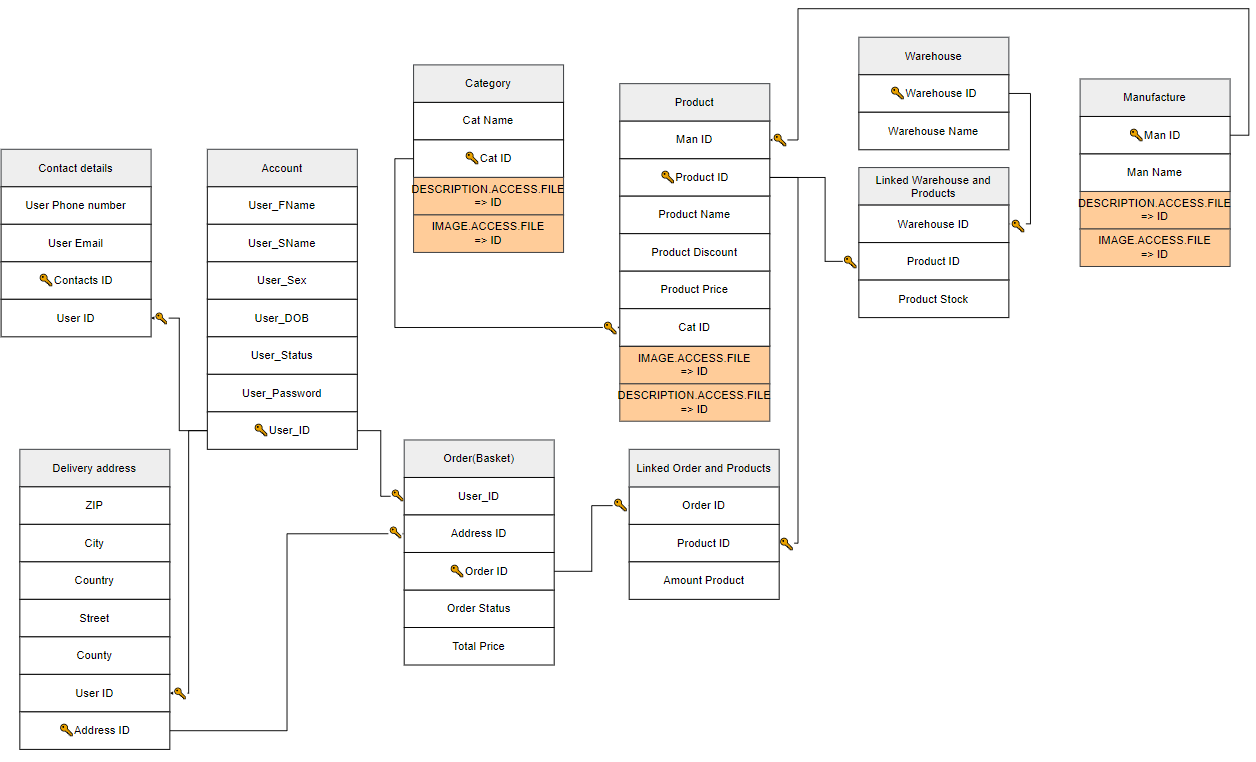 Contact details
User Phone number
User Email
Contacts ID
User ID
Account
User_FName
User_SName
User_Sex
User_DOB
User_Status
User_Password
User_ID
Delivery address
ZIP
City
Country
Street
County
User ID
Address ID
Category
Cat Name
Cat ID
DESCRIPTION.ACCESS.FILE
=> ID
IMAGE.ACCESS.FILE
=> ID
Order(Basket)
User_ID
Address ID
Order ID
Order Status
Total Price
Product
Man ID
Product ID
Product Name
Product Discount
Product Price
Cat ID
IMAGE.ACCESS.FILE
=> ID
DESCRIPTION.ACCESS.FILE
=> ID
Linked Order and Products
Order ID
Product ID
Amount Product
Warehouse
Warehouse ID
Warehouse Name
Linked Warehouse and
Products
Warehouse ID
Product ID
Product Stock
Manufacture
Man ID
Man Name
DESCRIPTION.ACCESS.FILE
=> ID
IMAGE.ACCESS.FILE
=> ID